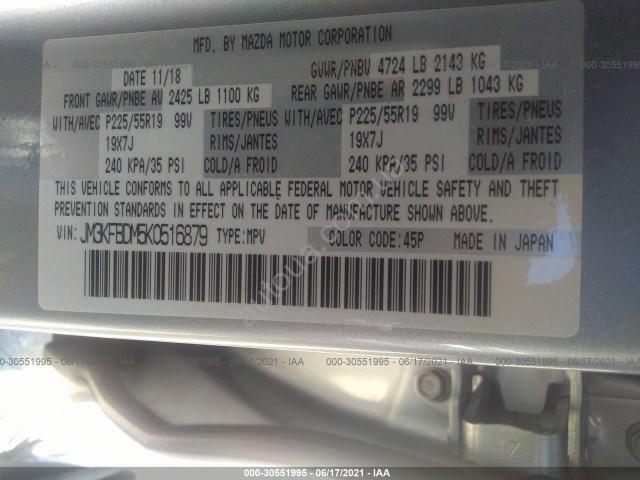 MFD. BY MAZDA MOTOR CORPORATION
DATE 11/18 GVWR/PNBV 4724 LB 2143 KG
FRONT GAWR/PNBE AV 2425 LB 1100 KG REAR GAWR/PNBE AR 2299 LB 1043 KG
WITH/AVEC P225/55R19 99V TIRES/PNEUS WITH/AVEC P225/55R19 99V TIRES/PNEUS
19X7J RIMS/JANTES 19X7J RIMS/JANTES
240 KPA/35 PSI COLD/A FROID 240 KPA/35 PSI COLD/A FROID
THIS VEHICLE CONFORMS TO ALL APPLICABLE FEDERAL MOTOR VEHICLE SAFETY AND THEFT
PREVENTION STANDARDS IN EFFECT ON THE DATE OF MANUFACTURE SHOWN ABOVE.
VIN: JM3KFBDM5K0516879 TYPE: MPV COLOR CODE: 45P MADE IN JAPAN
autoua.com.ua
000-30551995 - 06/17/2021 - IAA
ZP
000-30551995 - 06/17/2021 - IAA